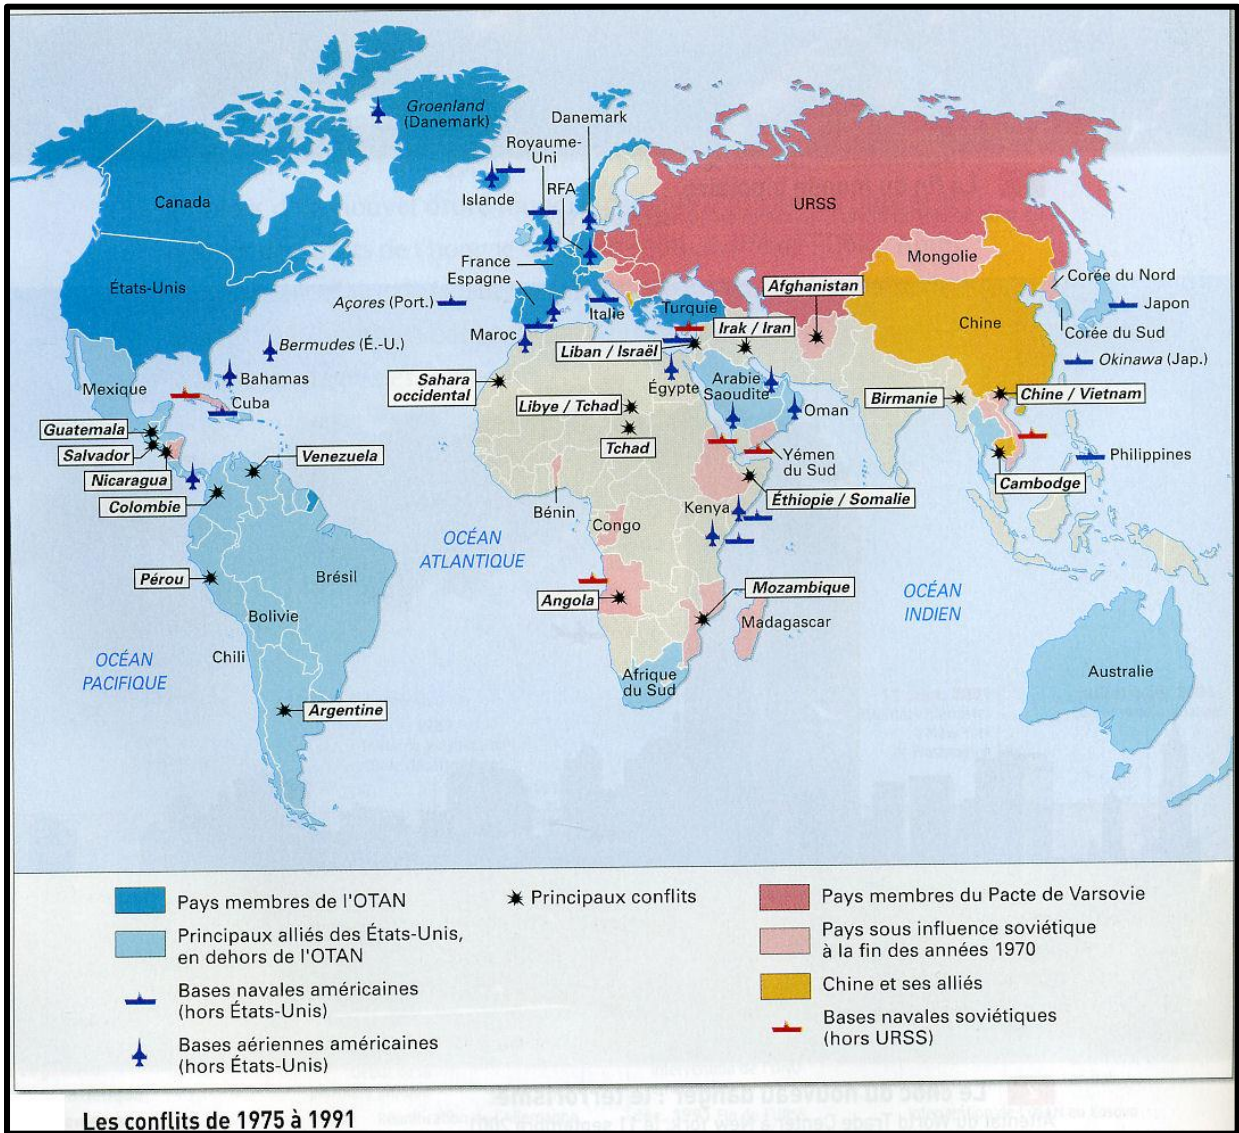 Groenland
(Danemark)
Danemark
Royaume-
Uni
RFA
Islande
Canada
URSS
Mongolie
France
Espagne
États-Unis
Açores (Port.)
Italie
Turquie
Afghanistan
Corée du Nord
Japon
Chine
Corée du Sud
Maroc
Irak / Iran
Liban / Israël
Bermudes (É.-U.)
Okinawa (Jap.)
Bahamas
Mexique
Cuba
Sahara
occidental
Égypte
Arabie
Saoudite
Oman
Birmanie
Chine / Vietnam
Libye / Tchad
Tchad
Guatemala
Salvador
Nicaragua
Venezuela
Colombie
Yémen
du Sud
Philippines
Cambodge
Éthiopie / Somalie
Bénin
Kenya
Congo
OCÉAN
ATLANTIQUE
Pérou
Brésil
Angola
Mozambique
OCÉAN
INDIEN
Bolivie
Madagascar
Chili
OCÉAN
PACIFIQUE
Afrique
du Sud
Australie
Argentine
Pays membres de l'OTAN
Principaux alliés des États-Unis,
en dehors de l'OTAN
Bases navales américaines
(hors États-Unis)
Bases aériennes américaines
(hors États-Unis)
Principaux conflits
Pays membres du Pacte de Varsovie
Pays sous influence soviétique
à la fin des années 1970
Chine et ses alliés
Bases navales soviétiques
(hors URSS)
Le choc du nouveau danger : le terrorisme.
Les conflits de 1975 à 1991